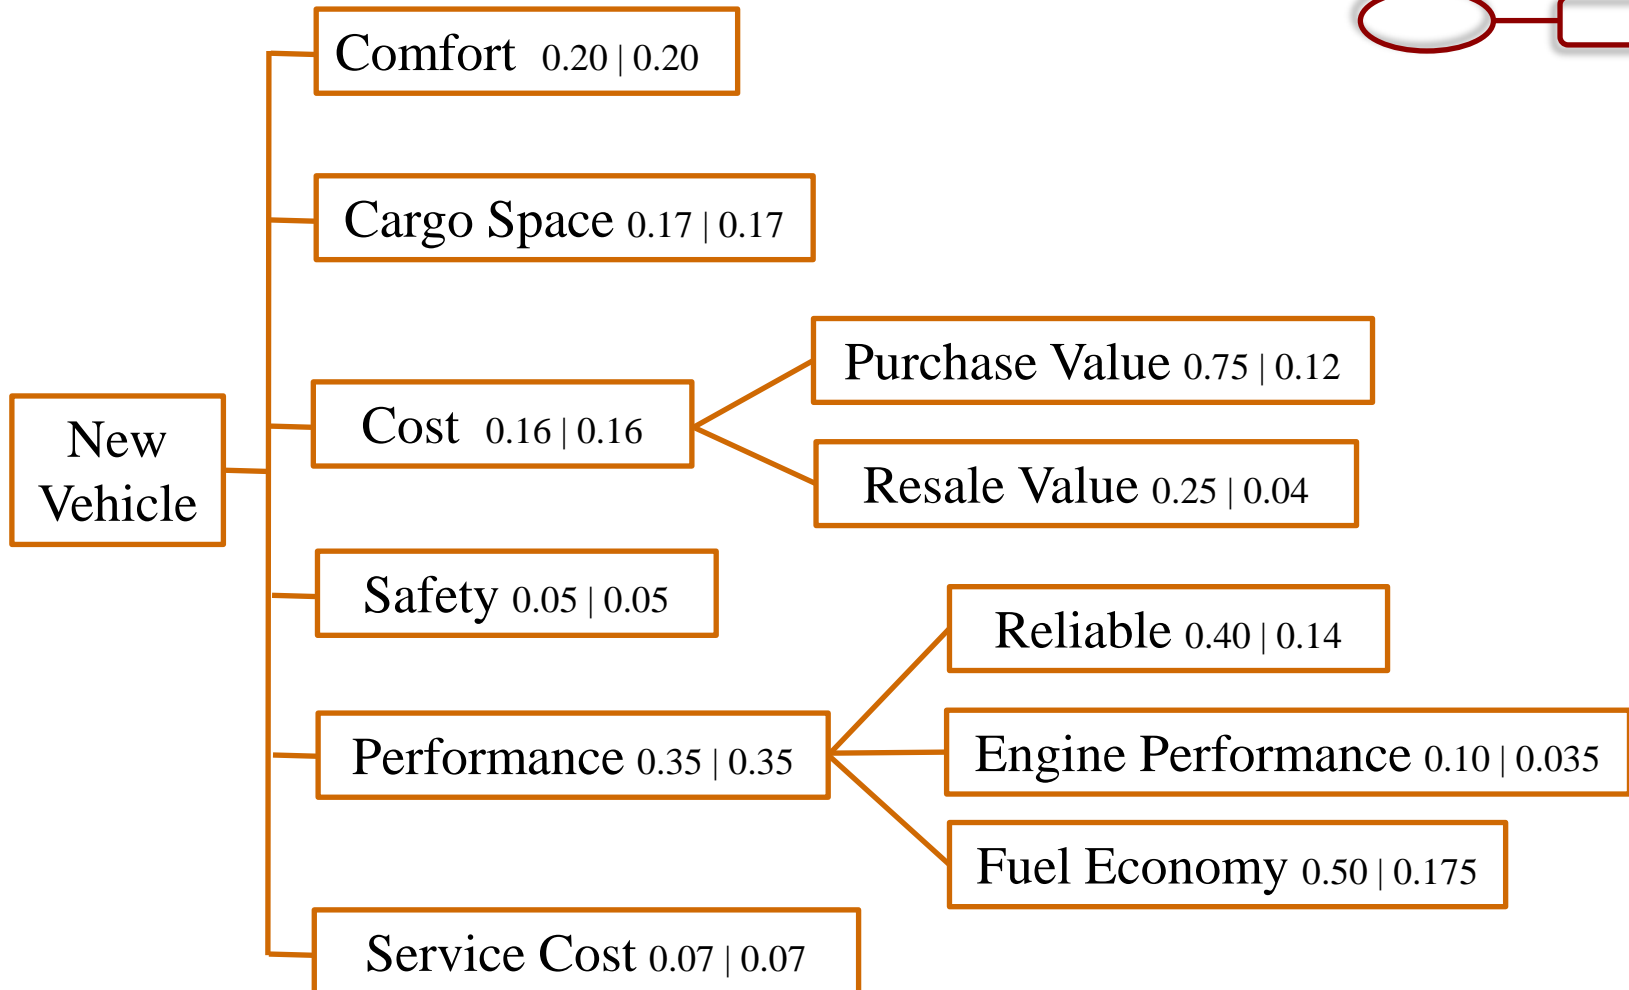 Comfort 0.20 | 0.20
Cargo Space 0.17 | 0.17
Purchase Value 0.75 | 0.12
Cost 0.16 | 0.16
New
Vehicle
Resale Value 0.25 | 0.04
Safety 0.05 | 0.05
Reliable 0.40 | 0.14
Performance 0.35 | 0.35
Engine Performance 0.10 | 0.035
Fuel Economy 0.50 | 0.175
Service Cost 0.07 | 0.07